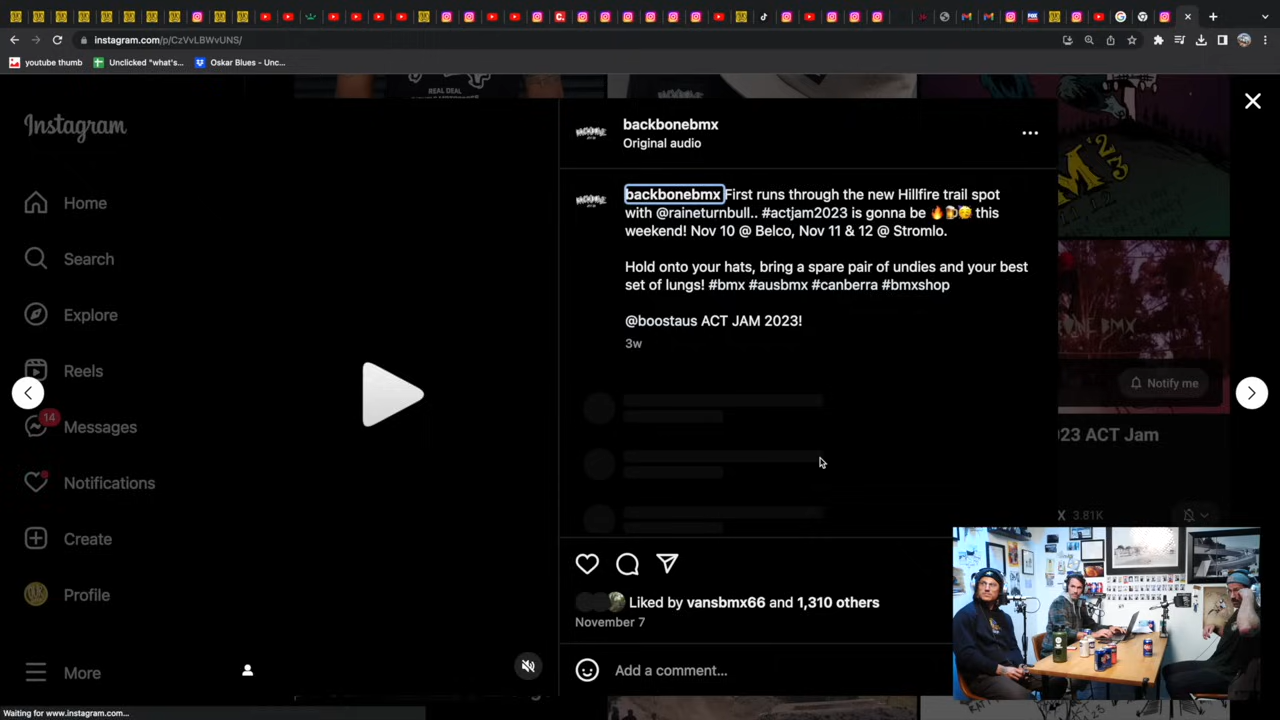 instagram.com/p/CzVvLBWvUNS/
youtube thumb
Unclicked "what's...
Oskar Blues - Unc...
REAL DEAL
Instagram
Home
Search
Explore
Reels
14
Messages
Notifications
Create
Profile
More
backbonebmx
Original audio
backbonebmx First runs through the new Hillfire trail spot
with @raineturnbull.. #actjam2023 is gonna be 🔥🍺🥳 this
weekend! Nov 10 @ Belco, Nov 11 & 12 @ Stromlo.
Hold onto your hats, bring a spare pair of undies and your best
set of lungs! #bmx #ausbmx #canberra #bmxshop
@boostaus ACT JAM 2023!
3w
Liked by vansbmx66 and 1,310 others
November 7
Add a comment...
Notify me
23 ACT Jam
X 3.81K
Waiting for www.instagram.com...